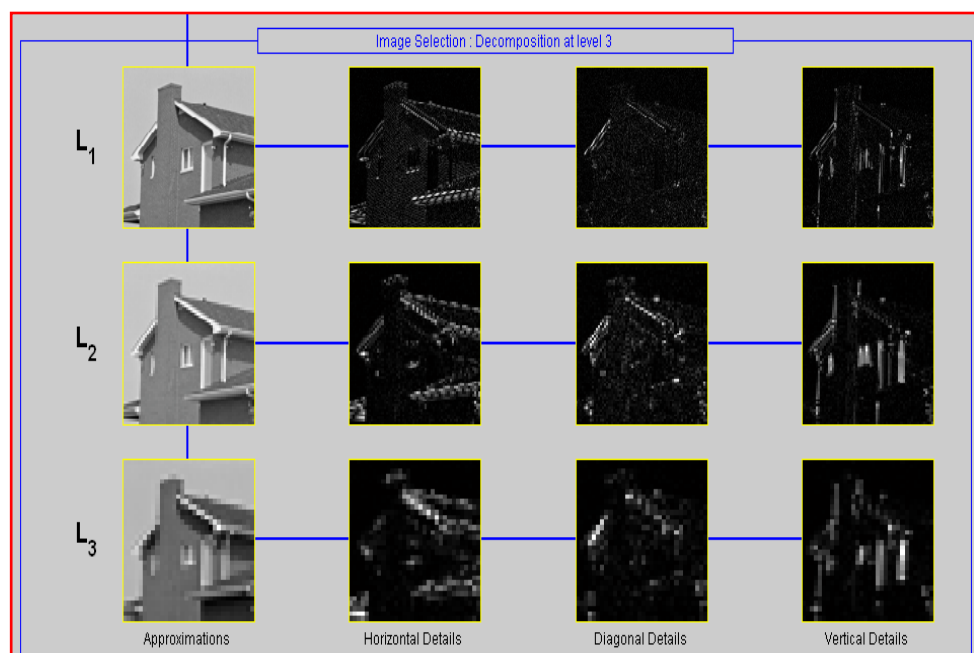 Image Selection : Decomposition at level 3
L1
L2
L3
Approximations Horizontal Details Diagonal Details Vertical Details